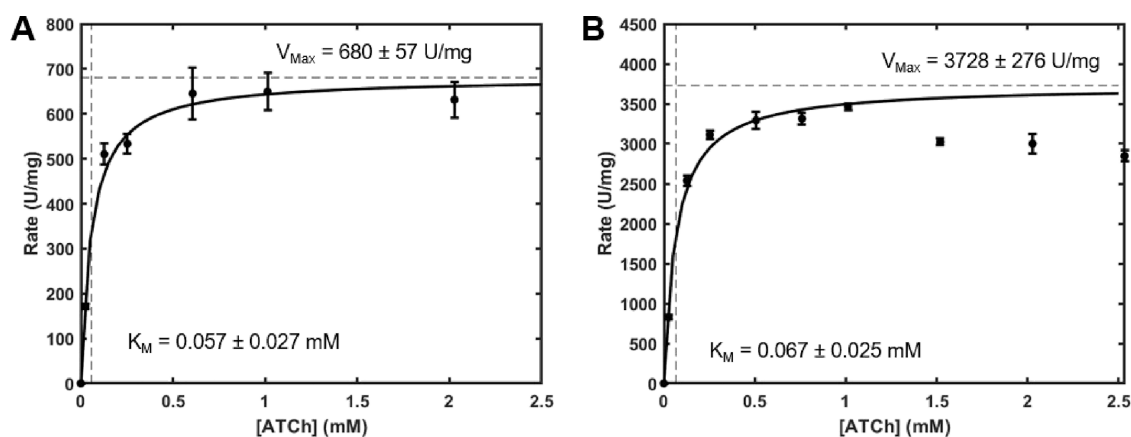 A
V_Max = 680 ± 57 U/mg
800
700
600
500
400
300
200
100
0
Rate (U/mg)
K_M = 0.057 ± 0.027 mM
0 0.5 1 1.5 2 2.5
[ATCh] (mM)
B
V_Max = 3728 ± 276 U/mg
4500
4000
3500
3000
2500
2000
1500
1000
500
0
Rate (U/mg)
K_M = 0.067 ± 0.025 mM
0 0.5 1 1.5 2 2.5
[ATCh] (mM)